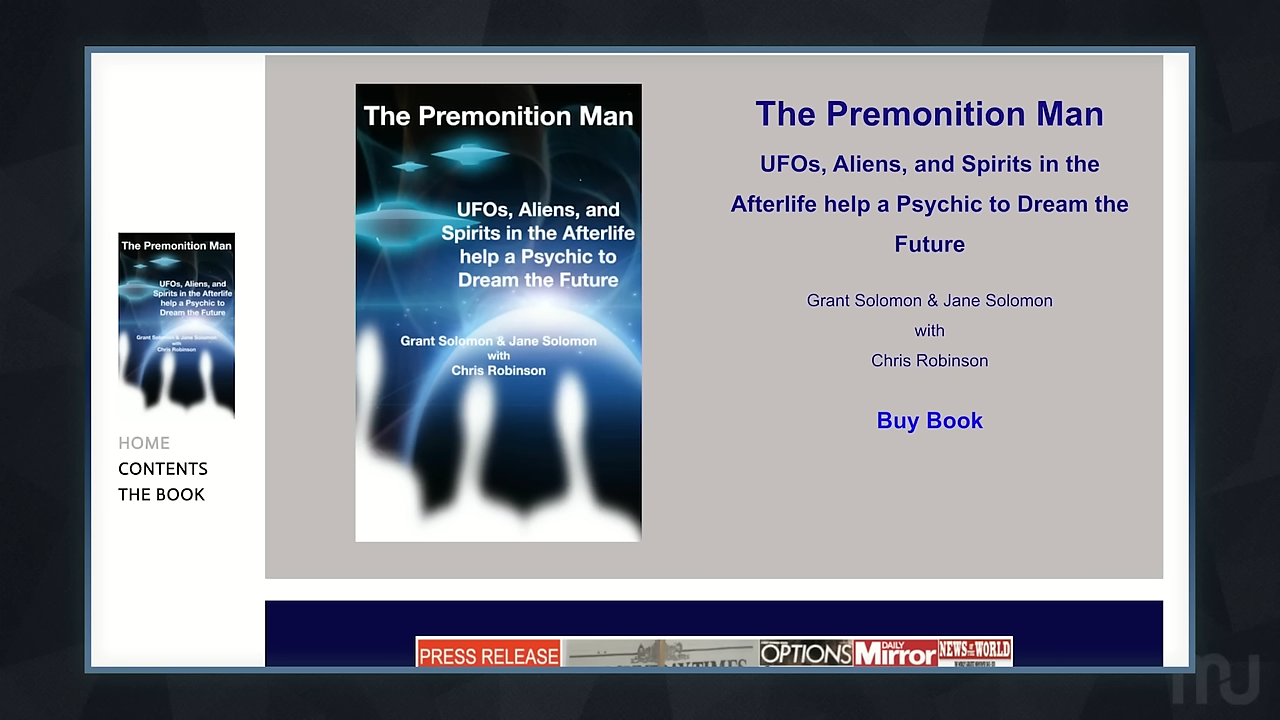 The Premonition Man
UFOs, Aliens, and
Spirits in the Afterlife
help a Psychic to
Dream the Future
Grant Solomon & Jane Solomon
with
Chris Robinson
HOME
CONTENTS
THE BOOK
The Premonition Man
UFOs, Aliens, and
Spirits in the Afterlife
help a Psychic to
Dream the Future
Grant Solomon & Jane Solomon
with
Chris Robinson
The Premonition Man
UFOs, Aliens, and Spirits in the
Afterlife help a Psychic to Dream the
Future
Grant Solomon & Jane Solomon
with
Chris Robinson
Buy Book
PRESS RELEASE
OPTIONS
DAILY
Mirror
NEWS OF THE WORLD
mu